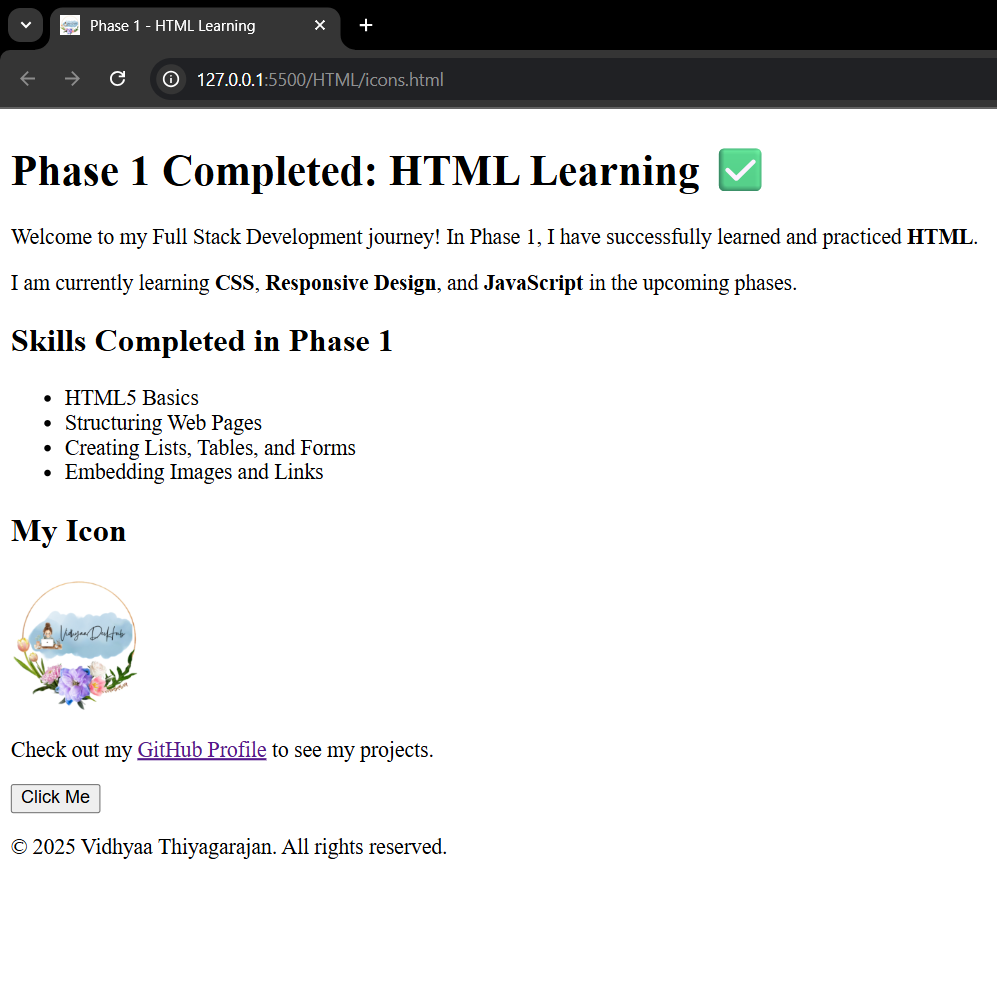 Phase 1 - HTML Learning
127.0.0.1:5500/HTML/icons.html
Phase 1 Completed: HTML Learning ✅
Welcome to my Full Stack Development journey! In Phase 1, I have successfully learned and practiced HTML.
I am currently learning CSS, Responsive Design, and JavaScript in the upcoming phases.
Skills Completed in Phase 1
• HTML5 Basics
• Structuring Web Pages
• Creating Lists, Tables, and Forms
• Embedding Images and Links
My Icon
Check out my GitHub Profile to see my projects.
Click Me
© 2025 Vidhyaa Thiyagarajan. All rights reserved.